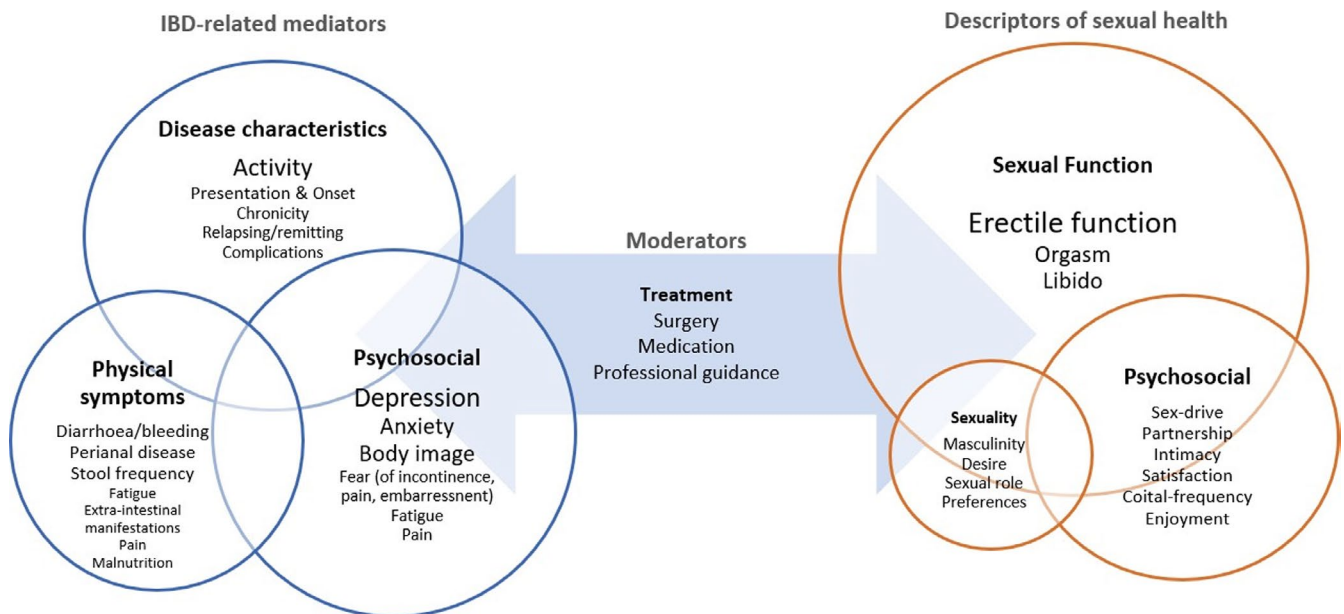 IBD-related mediators
Disease characteristics
Activity
Presentation & Onset
Chronicity
Relapsing/remitting
Complications
Physical
symptoms
Diarrhoea/bleeding
Perianal disease
Stool frequency
Fatigue
Extra-intestinal
manifestations
Pain
Malnutrition
Psychosocial
Depression
Anxiety
Body image
Fear (of incontinence,
pain, embarressnent)
Fatigue
Pain
Moderators
Treatment
Surgery
Medication
Professional guidance
Descriptors of sexual health
Sexual Function
Erectile function
Orgasm
Libido
Sexuality
Masculinity
Desire
Sexual role
Preferences
Psychosocial
Sex-drive
Partnership
Intimacy
Satisfaction
Coital-frequency
Enjoyment